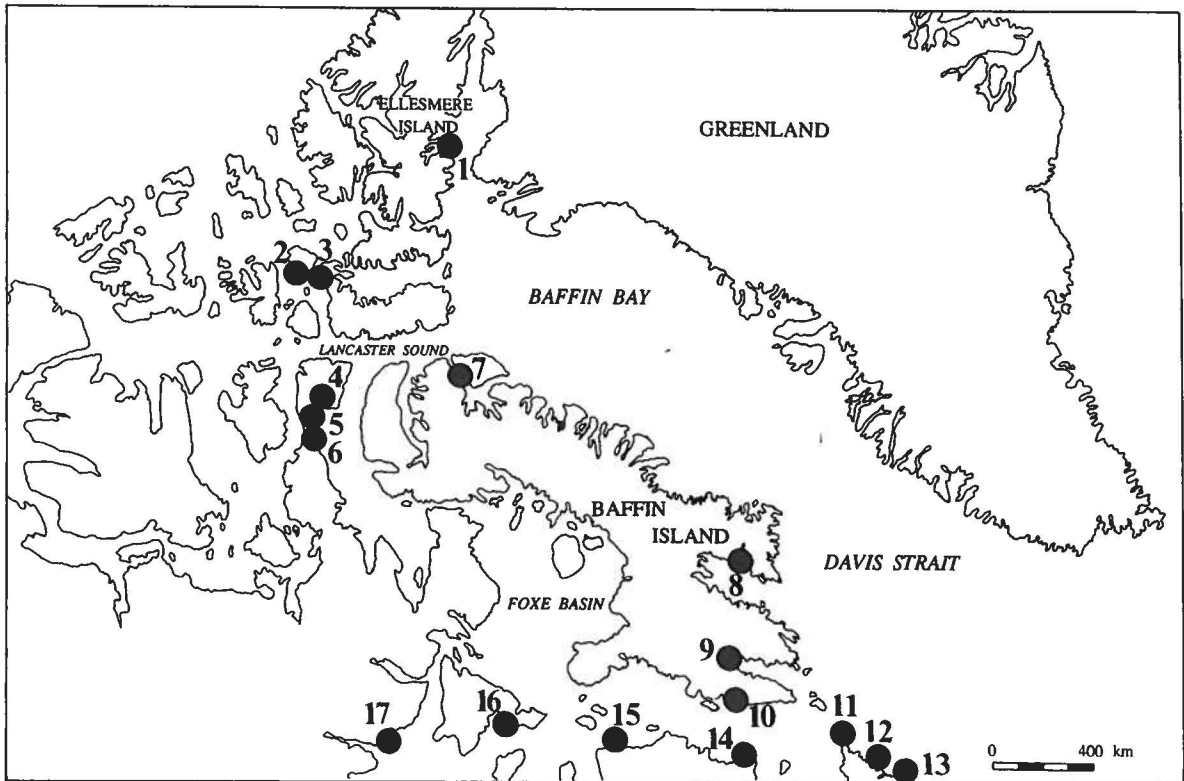 ELLESMERE
ISLAND
GREENLAND
1
2
3
BAFFIN BAY
LANCASTER SOUND
7
4
5
6
BAFFIN
ISLAND
DAVIS STRAIT
8
FOXE BASIN
9
10
11
12
13
14
15
16
17
0 400 km